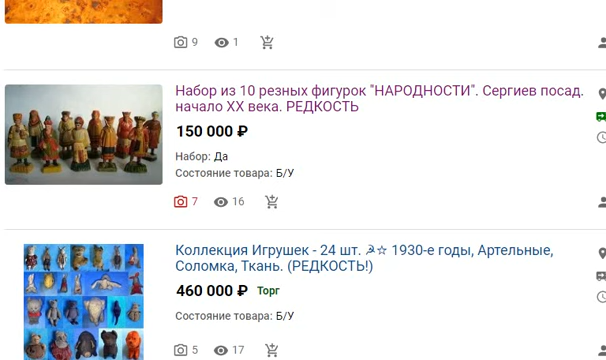 9 1
Набор из 10 резных фигурок "НАРОДНОСТИ". Сергиев посад.
начало XX века. РЕДКОСТЬ
150 000 ₽
Набор: Да
Состояние товара: Б/У
7 16
Коллекция Игрушек - 24 шт. ☭☆ 1930-е годы, Артельные,
Соломка, Ткань. (РЕДКОСТЬ!)
460 000 ₽ Торг
Состояние товара: Б/У
5 17